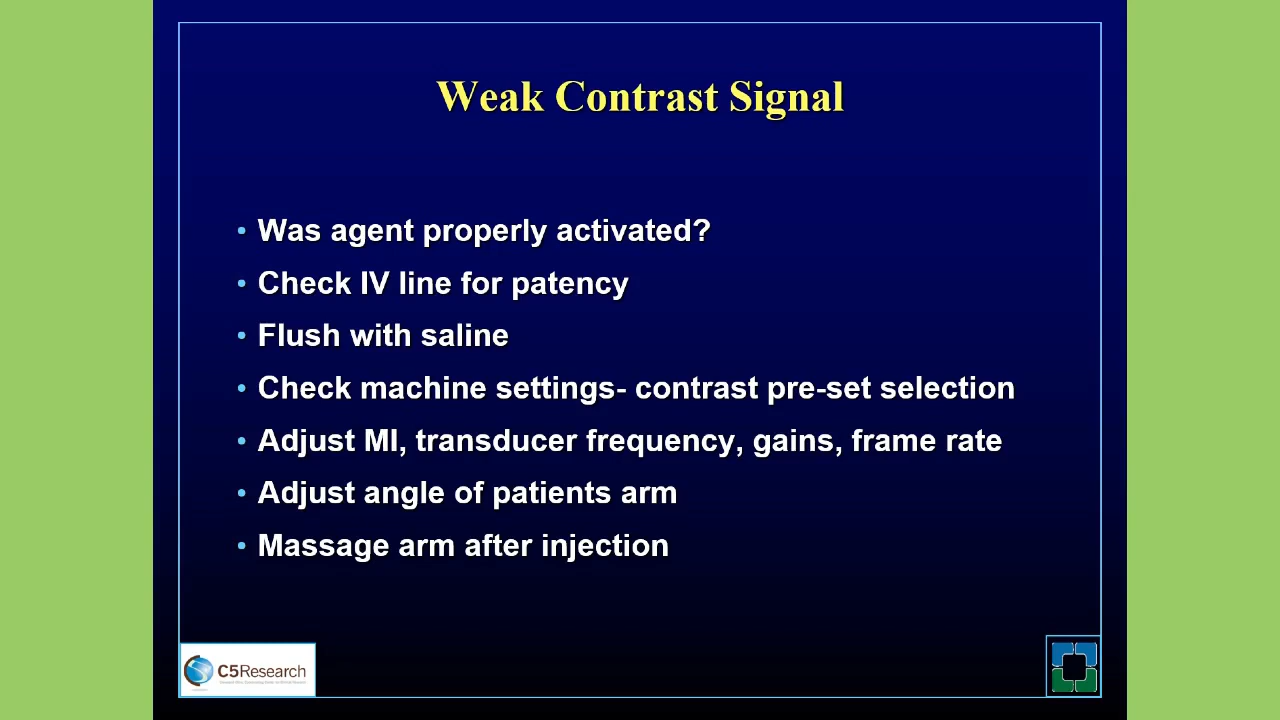 Weak Contrast Signal
• Was agent properly activated?
• Check IV line for patency
• Flush with saline
• Check machine settings- contrast pre-set selection
• Adjust MI, transducer frequency, gains, frame rate
• Adjust angle of patients arm
• Massage arm after injection
C5Research